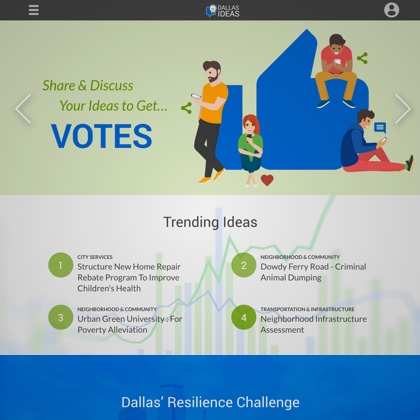 DALLAS
IDEAS
Share & Discuss
Your Ideas to Get...
VOTES
Trending Ideas
1
CITY SERVICES
Structure New Home Repair
Rebate Program To Improve
Children's Health
2
NEIGHBORHOOD & COMMUNITY
Dowdy Ferry Road - Criminal
Animal Dumping
3
NEIGHBORHOOD & COMMUNITY
Urban Green University : For
Poverty Alleviation
4
TRANSPORTATION & INFRASTRUCTURE
Neighborhood Infrastructure
Assessment
Dallas' Resilience Challenge